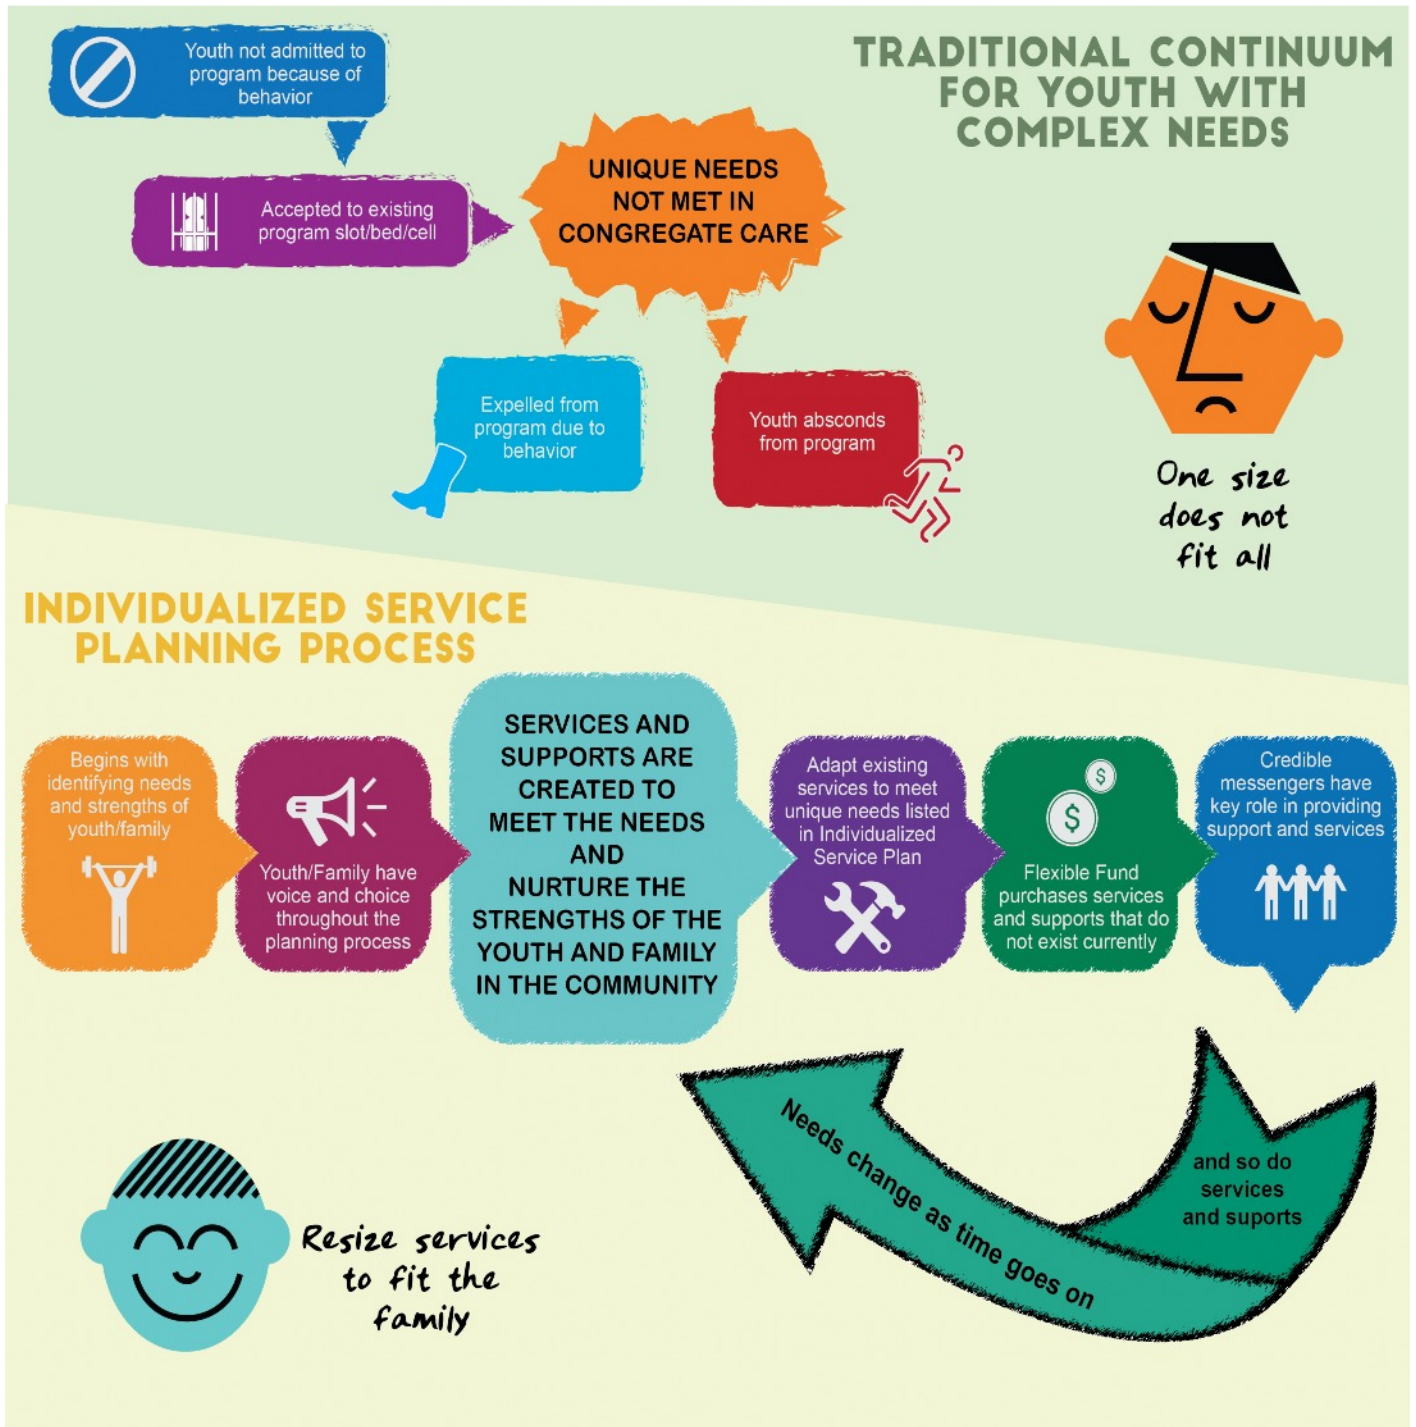 Youth not admitted to
program because of
behavior
TRADITIONAL CONTINUUM
FOR YOUTH WITH
COMPLEX NEEDS
Accepted to existing
program slot/bed/cell
UNIQUE NEEDS
NOT MET IN
CONGREGATE CARE
Expelled from
program due to
behavior
Youth absconds
from program
One size
does not
fit all
INDIVIDUALIZED SERVICE
PLANNING PROCESS
Begins with
identifying needs
and strengths of
youth/family
Youth/Family have
voice and choice
throughout the
planning process
SERVICES AND
SUPPORTS ARE
CREATED TO
MEET THE NEEDS
AND
NURTURE THE
STRENGTHS OF THE
YOUTH AND FAMILY
IN THE COMMUNITY
Adapt existing
services to meet
unique needs listed
in Individualized
Service Plan
$
$
Flexible Fund
purchases services
and supports that do
not exist currently
Credible
messengers have
key role in providing
support and services
Needs change as time goes on
and so do
services
and suports
Resize services
to fit the
family